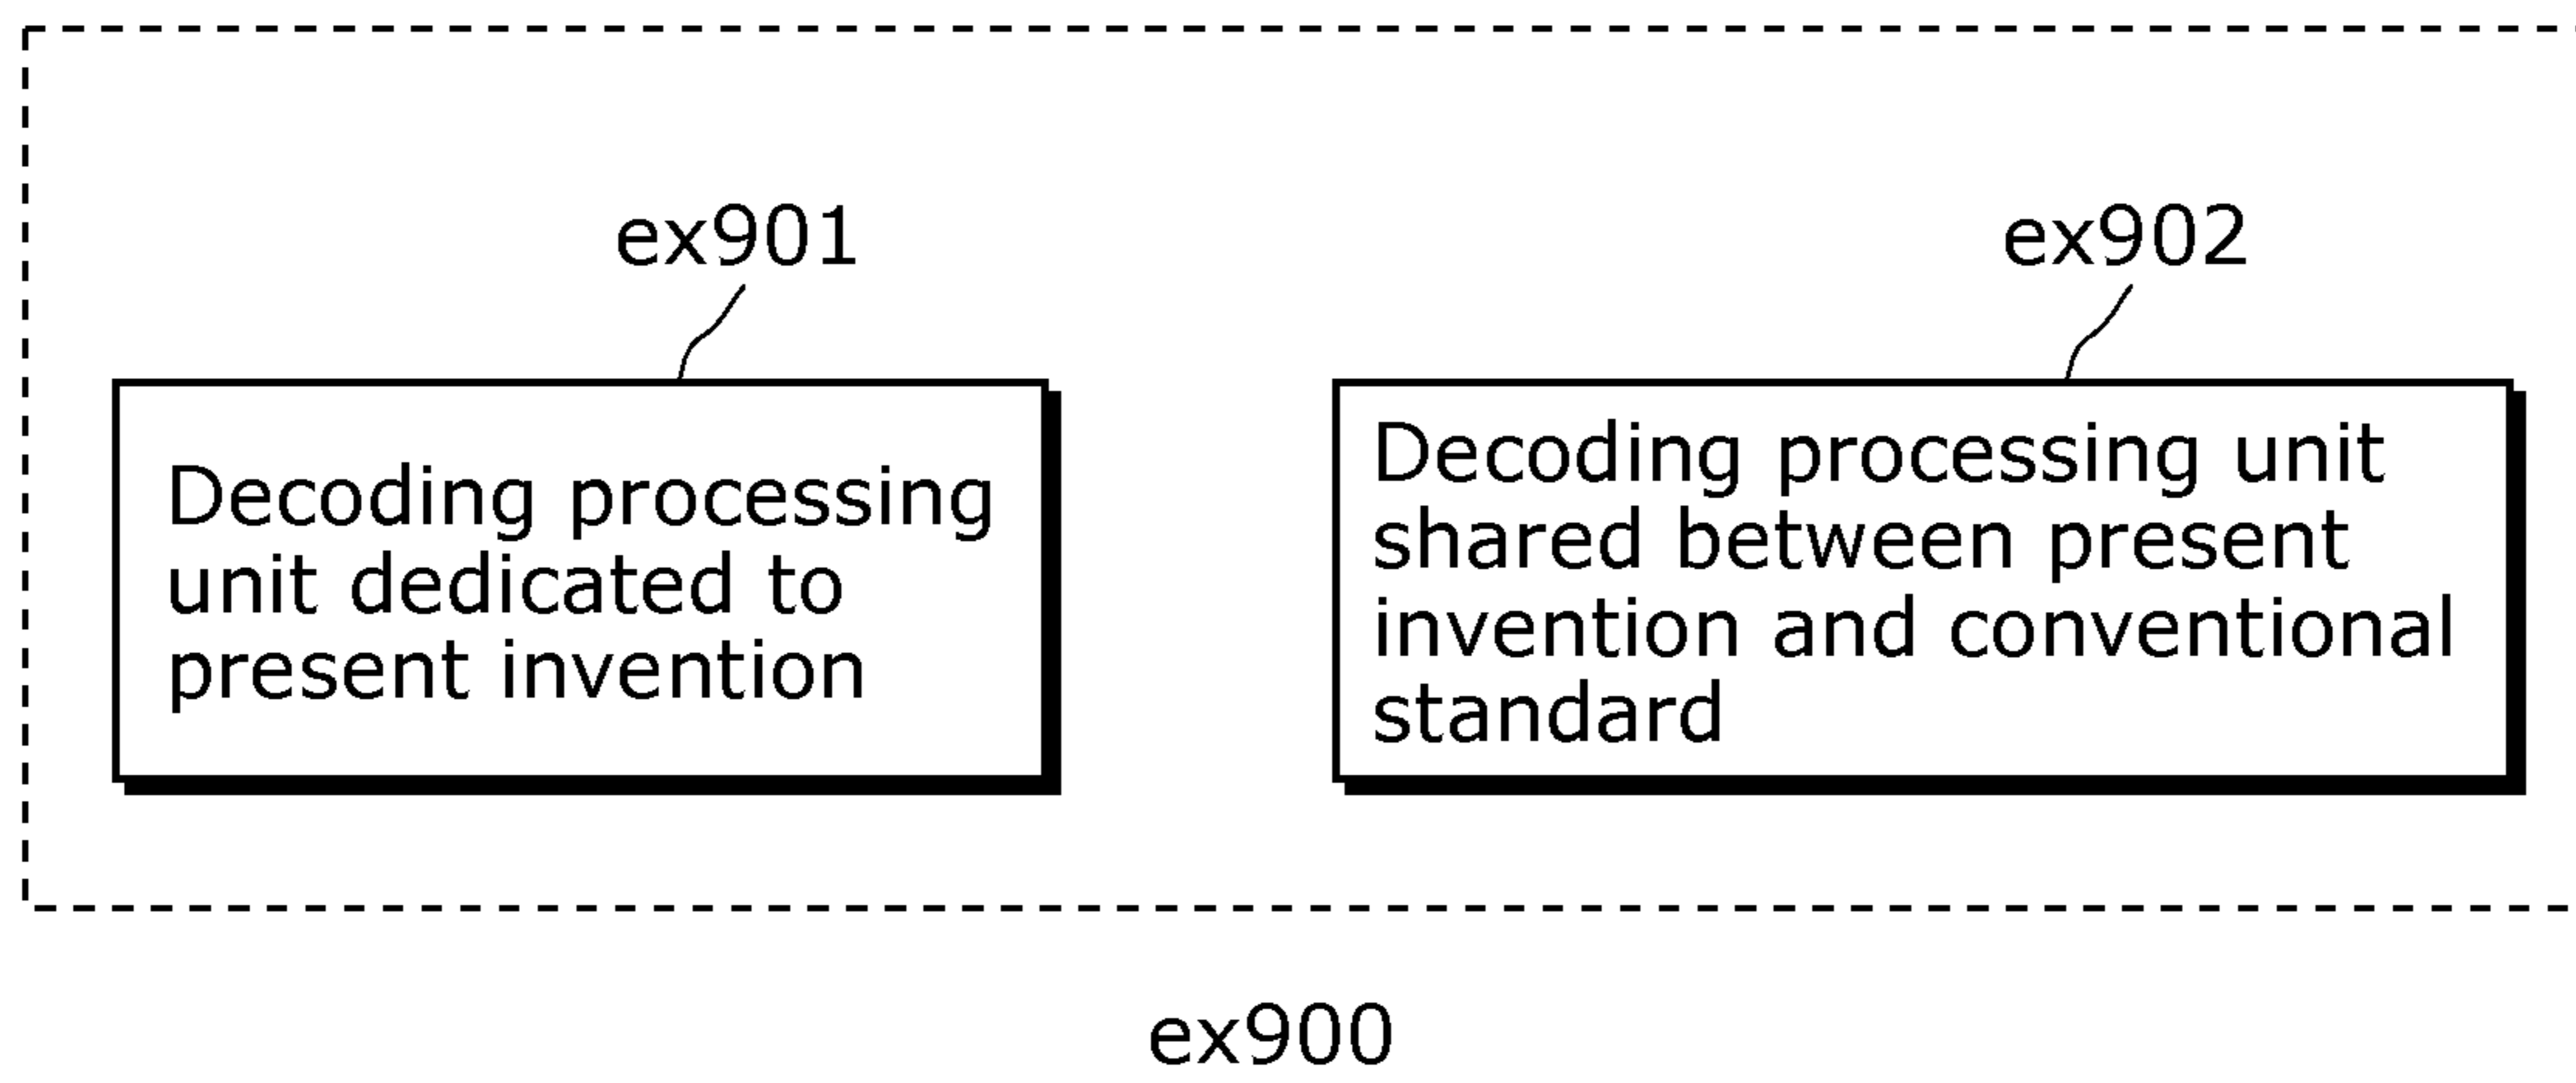 ex901
ex902
Decoding processing
unit dedicated to
present invention
Decoding processing unit
shared between present
invention and conventional
standard
ex900